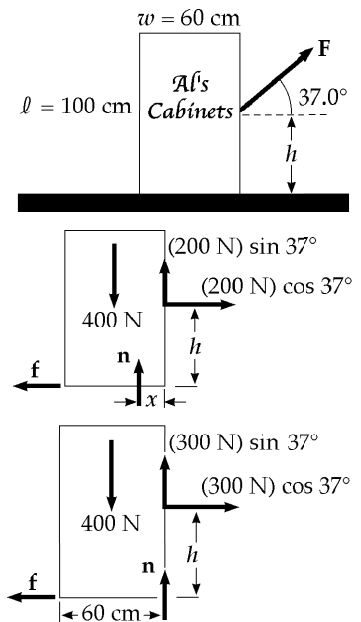 w = 60 cm
F
Al's
ℓ = 100 cm Cabinets 37.0°
h
(200 N) sin 37°
(200 N) cos 37°
400 N
n h
f
x
(300 N) sin 37°
(300 N) cos 37°
400 N
n h
f
60 cm